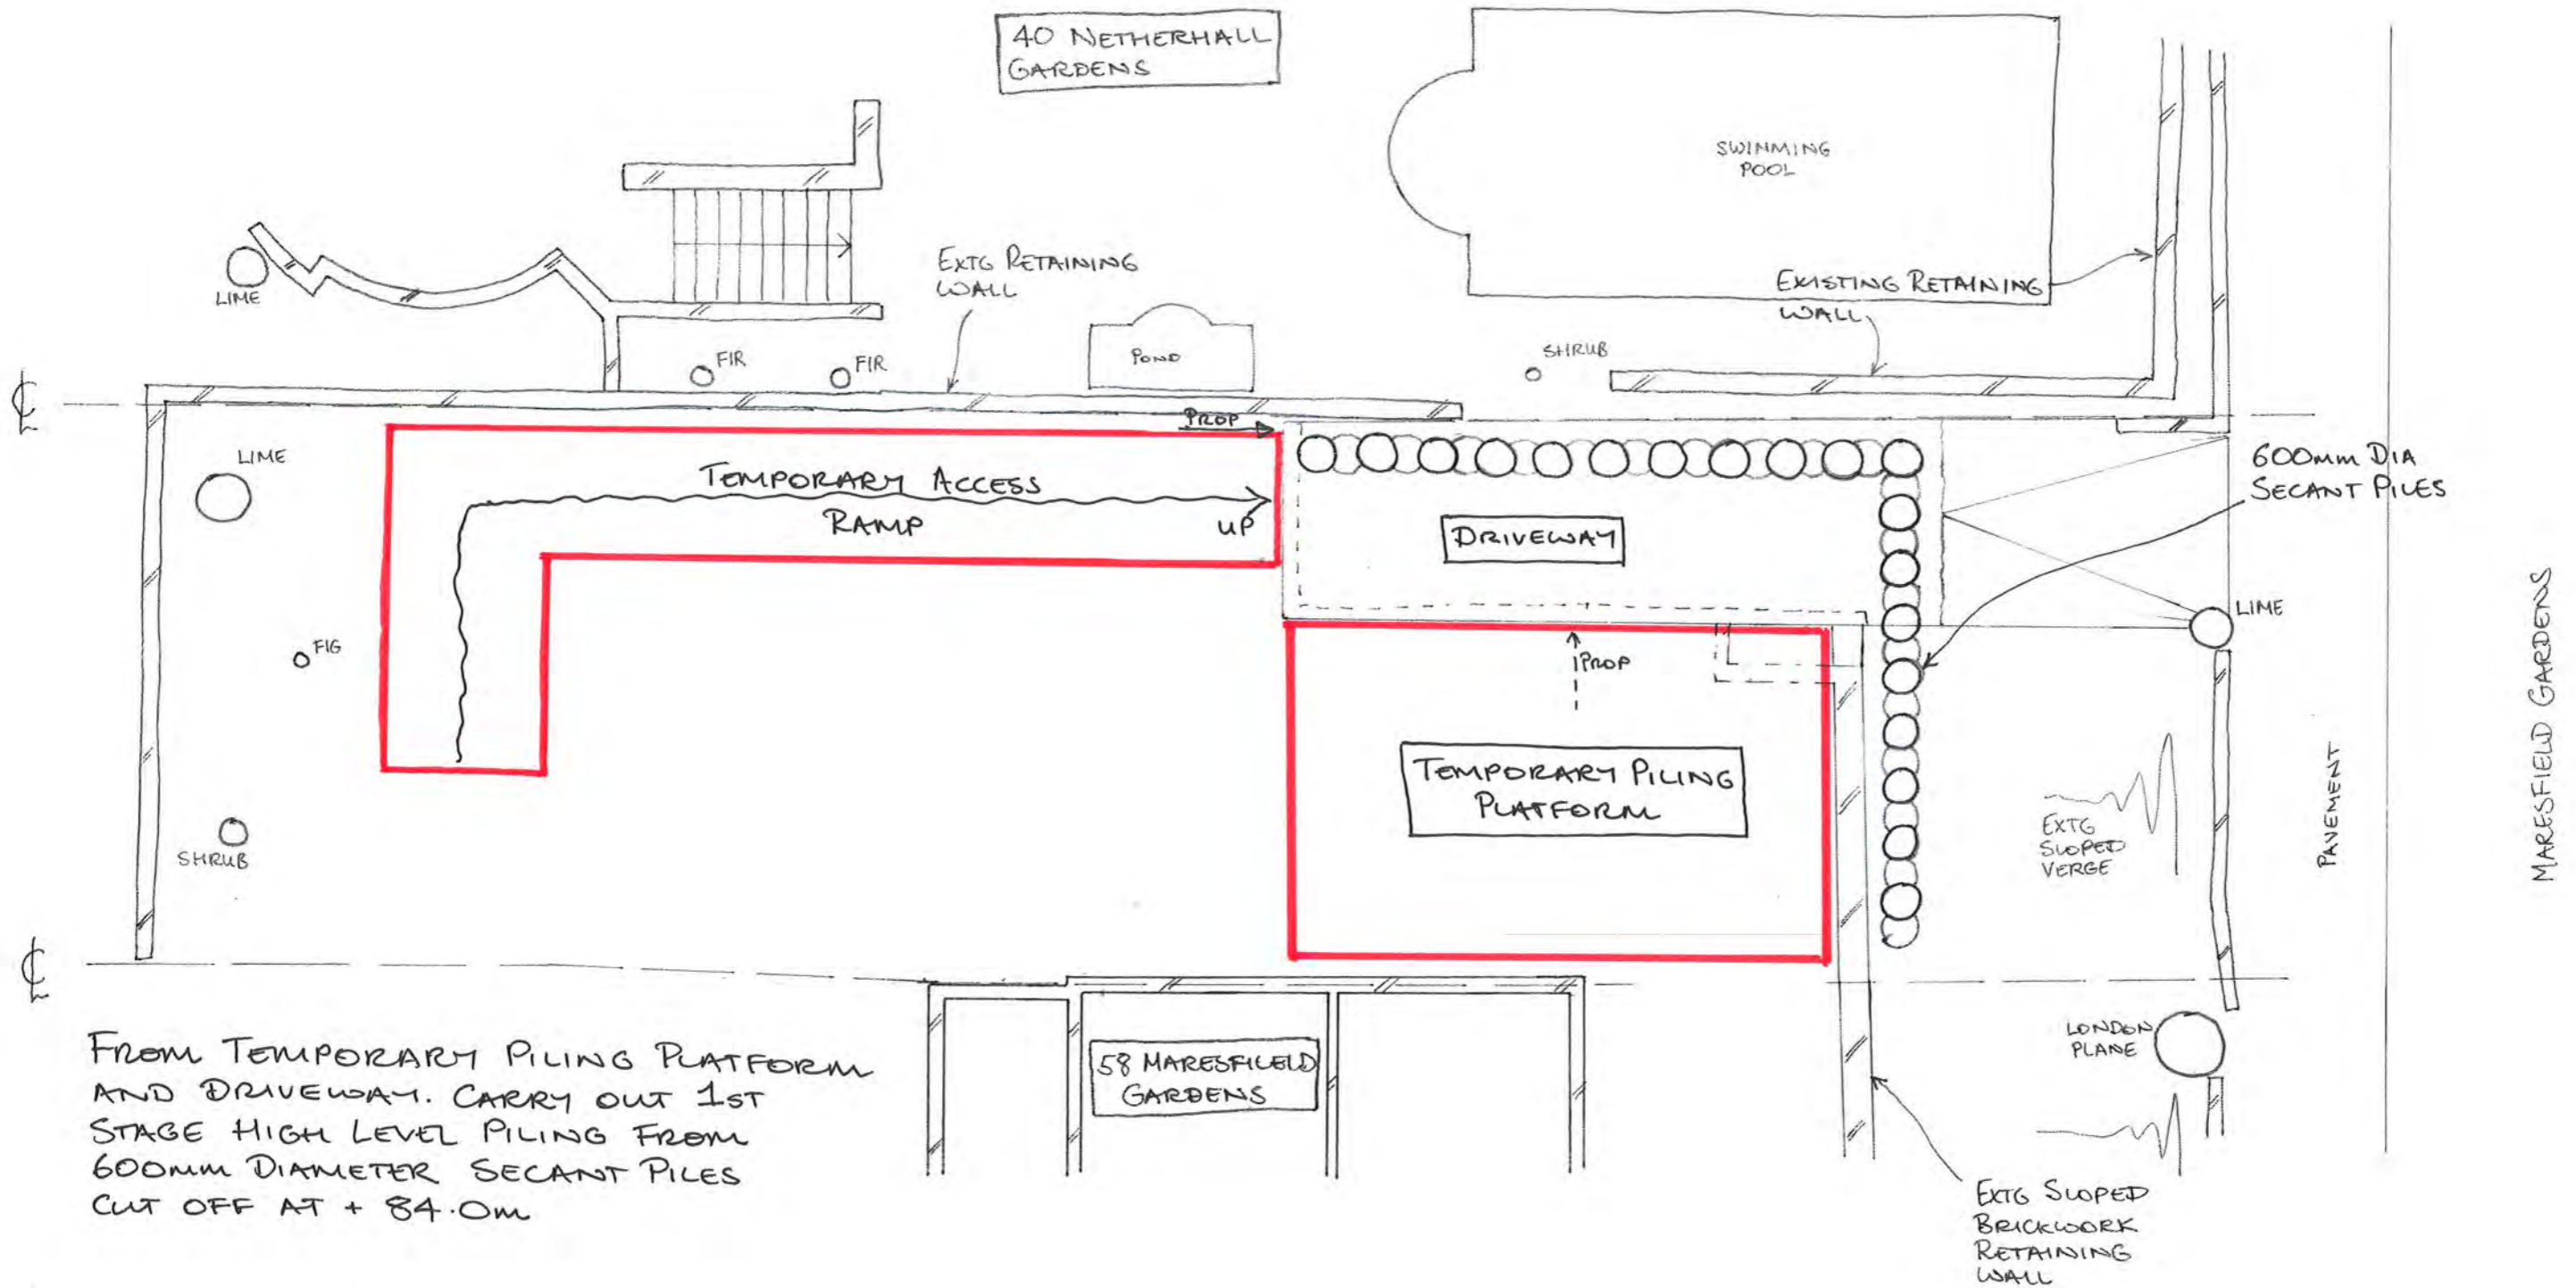 40 NETHERHALL
GARDENS
SWINMING
POOL
LIME
EXTG RETAINING
WALL
EXISTING RETAINING
WALL
FIR
FIR
POND
SHRUB
℄
PROP
LIME
TEMPORARY ACCESS
RAMP
UP
DRIVEWAY
600mm DIA
SECANT PILES
LIME
FIG
PROP
TEMPORARY PILING
PLATFORM
SHRUB
EXTG
SLOPED
VERGE
PAVEMENT
MARESFIELD GARDENS
℄
FROM TEMPORARY PILING PLATFORM
AND DRIVEWAY. CARRY OUT 1ST
STAGE HIGH LEVEL PILING FROM
600MM DIAMETER SECANT PILES
CUT OFF AT + 84.0m
58 MARESFILELD
GARDENS
LONDON
PLANE
EXTG SLOPED
BRICKWORK
RETAINING
WALL